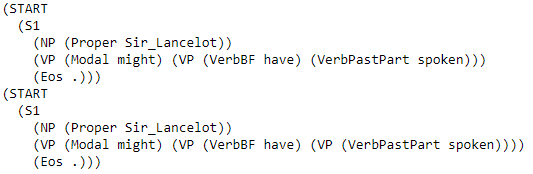 (START
  (S1
    (NP (Proper Sir_Lancelot))
    (VP (Modal might) (VP (VerbBF have) (VerbPastPart spoken)))
    (Eos .)))
(START
  (S1
    (NP (Proper Sir_Lancelot))
    (VP (Modal might) (VP (VerbBF have) (VP (VerbPastPart spoken))))
    (Eos .)))